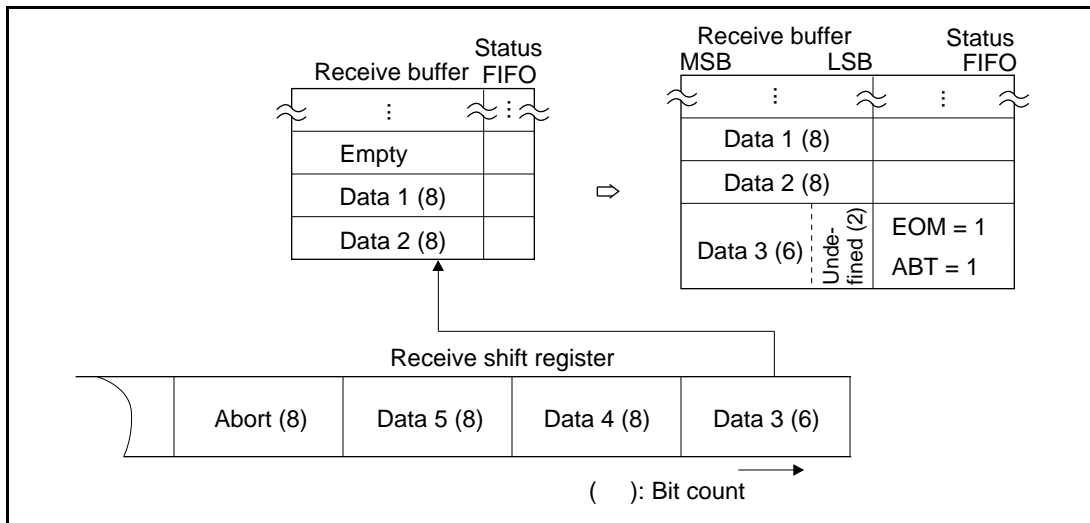 Receive buffer
Status
FIFO
⋮
⋮
Empty
Data 1 (8)
Data 2 (8)
⇨
Receive buffer
Status
FIFO
MSB
LSB
⋮
⋮
Data 1 (8)
Data 2 (8)
Data 3 (6)
Unde-
fined (2)
EOM = 1
ABT = 1
Receive shift register
Abort (8)
Data 5 (8)
Data 4 (8)
Data 3 (6)
( ): Bit count